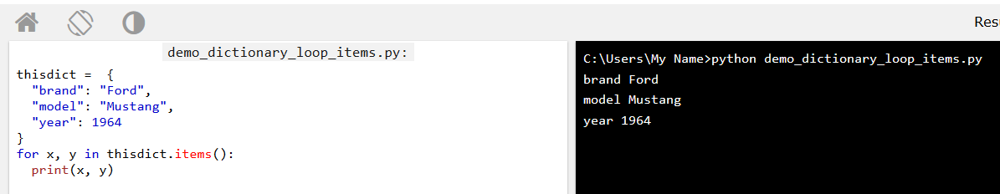 Resu
demo_dictionary_loop_items.py:
thisdict =  {
  "brand": "Ford",
  "model": "Mustang",
  "year": 1964
}
for x, y in thisdict.items():
  print(x, y)
C:\Users\My Name>python demo_dictionary_loop_items.py
brand Ford
model Mustang
year 1964